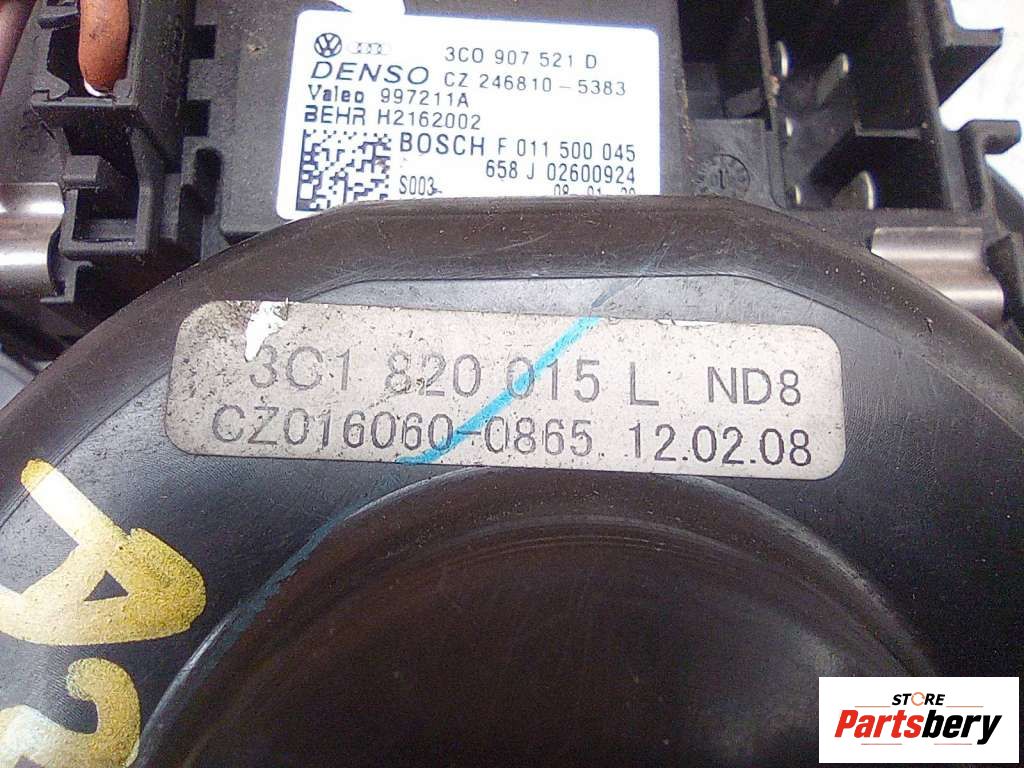 3C0 907 521 D
DENSO CZ 246810-5383
Valeo 997211A
BEHR H2162002
BOSCH F 011 500 045
658 J 02600924
S003-
3C1 820 015 L ND8
CZ016060-0865 12.02.08
STORE
Partsbery